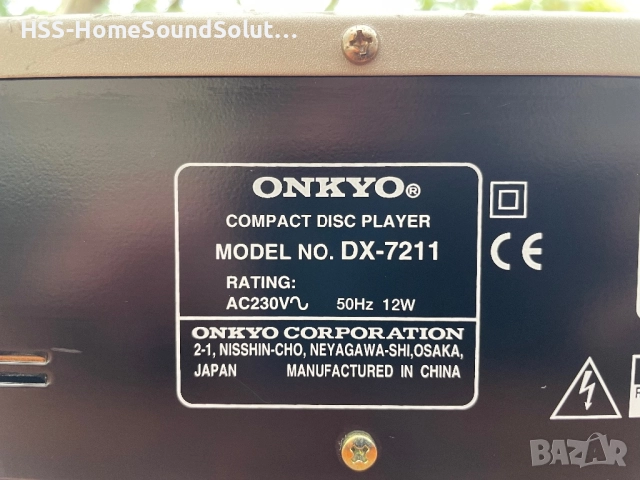 HSS-HomeSoundSolut...
ONKYO®
COMPACT DISC PLAYER
MODEL NO. DX-7211
RATING:
AC230V∿ 50Hz 12W
CE
ONKYO CORPORATION
2-1, NISSHIN-CHO, NEYAGAWA-SHI,OSAKA,
JAPAN MANUFACTURED IN CHINA
BAZAR